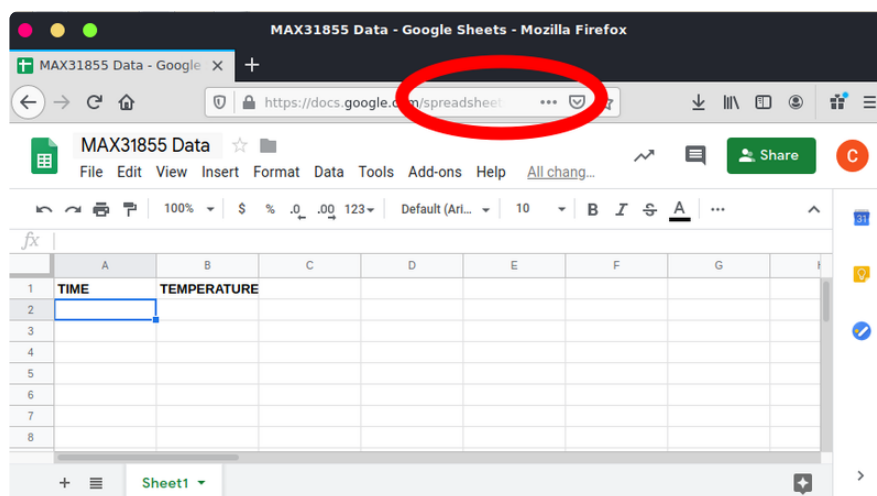 MAX31855 Data - Google Sheets - Mozilla Firefox
MAX31855 Data - Google
https://docs.google.c m/spreadsheet
MAX31855 Data
Share
C
File Edit View Insert Format Data Tools Add-ons Help All chang...
100% $ % .0 .00 123 Default (Ari... 10 B I S A
31
fx
A B C D E F G H
1 TIME TEMPERATURE
2
3
4
5
6
7
8
Sheet1